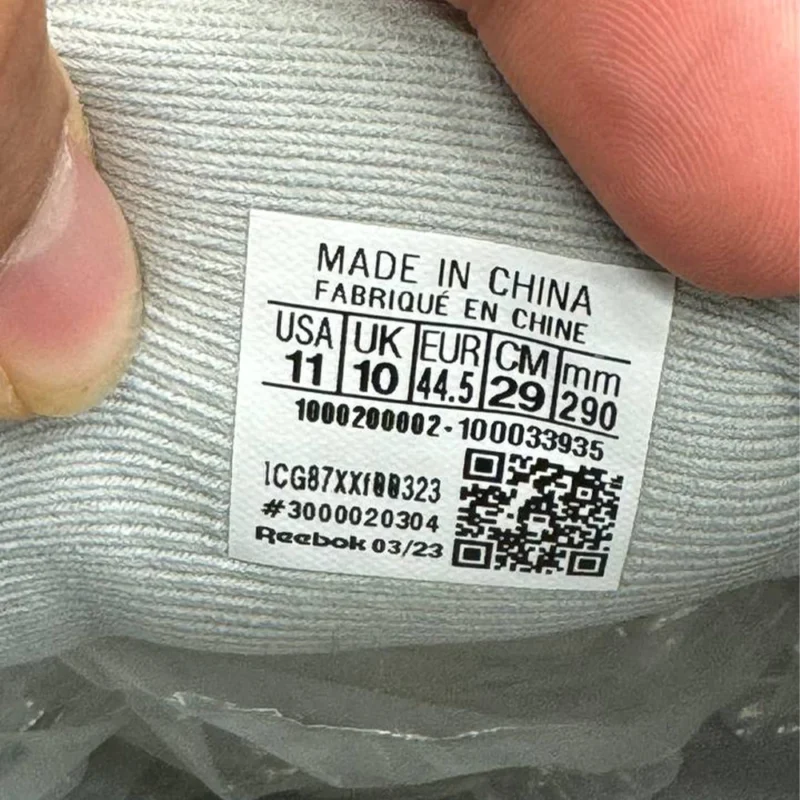 MADE IN CHINA
FABRIQUÉ EN CHINE
USA UK EUR CM mm
11 10 44.5 29 290
1000200002-100033935
#3000020304
Reebok 03/23